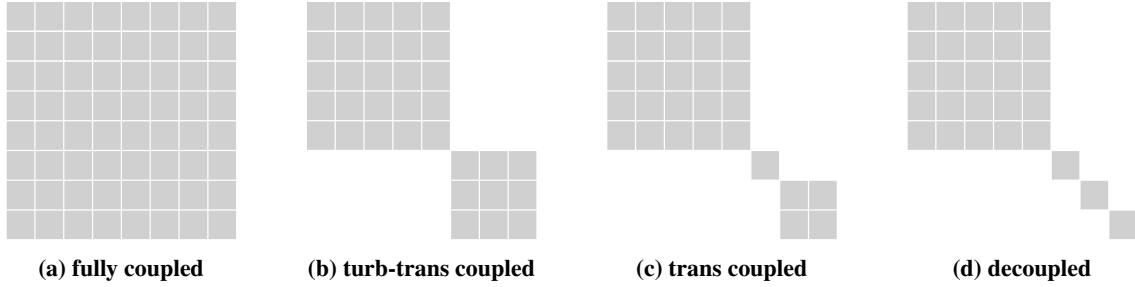 (a) fully coupled
(b) turb-trans coupled
(c) trans coupled
(d) decoupled